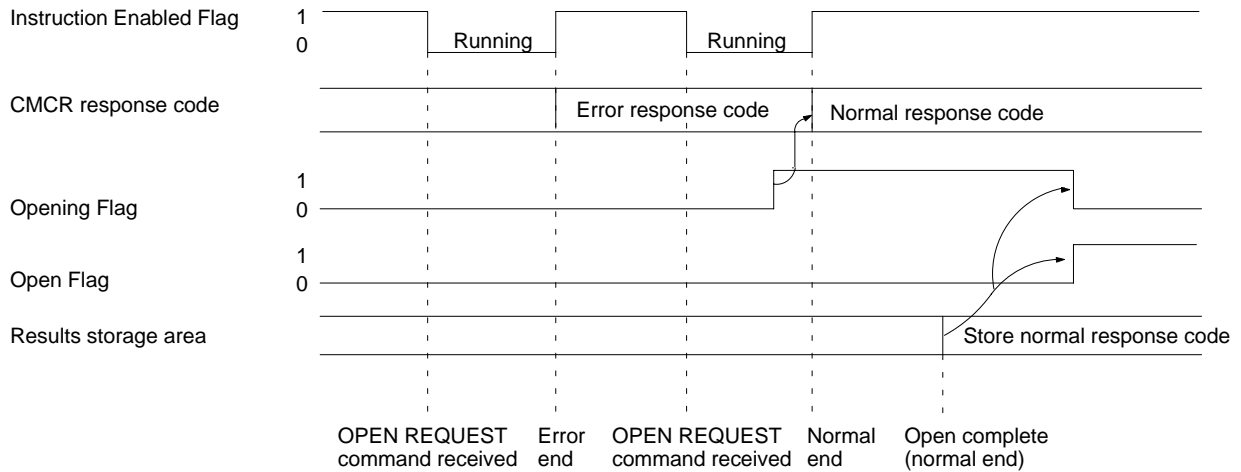 Instruction Enabled Flag
1
0
Running
Running
CMCR response code
Error response code
Normal response code
Opening Flag
1
0
Open Flag
1
0
Results storage area
Store normal response code
OPEN REQUEST
command received
Error
end
OPEN REQUEST
command received
Normal
end
Open complete
(normal end)